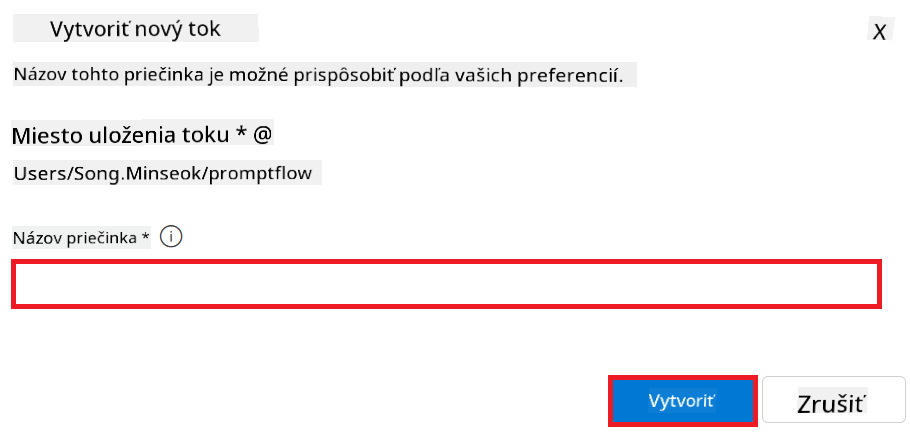 Vytvoriť nový tok
X
Názov tohto priečinka je možné prispôsobiť podľa vašich preferencií.
Miesto uloženia toku * @
Users/Song.Minseok/promptflow
Názov priečinka * i
Vytvoriť
Zrušiť